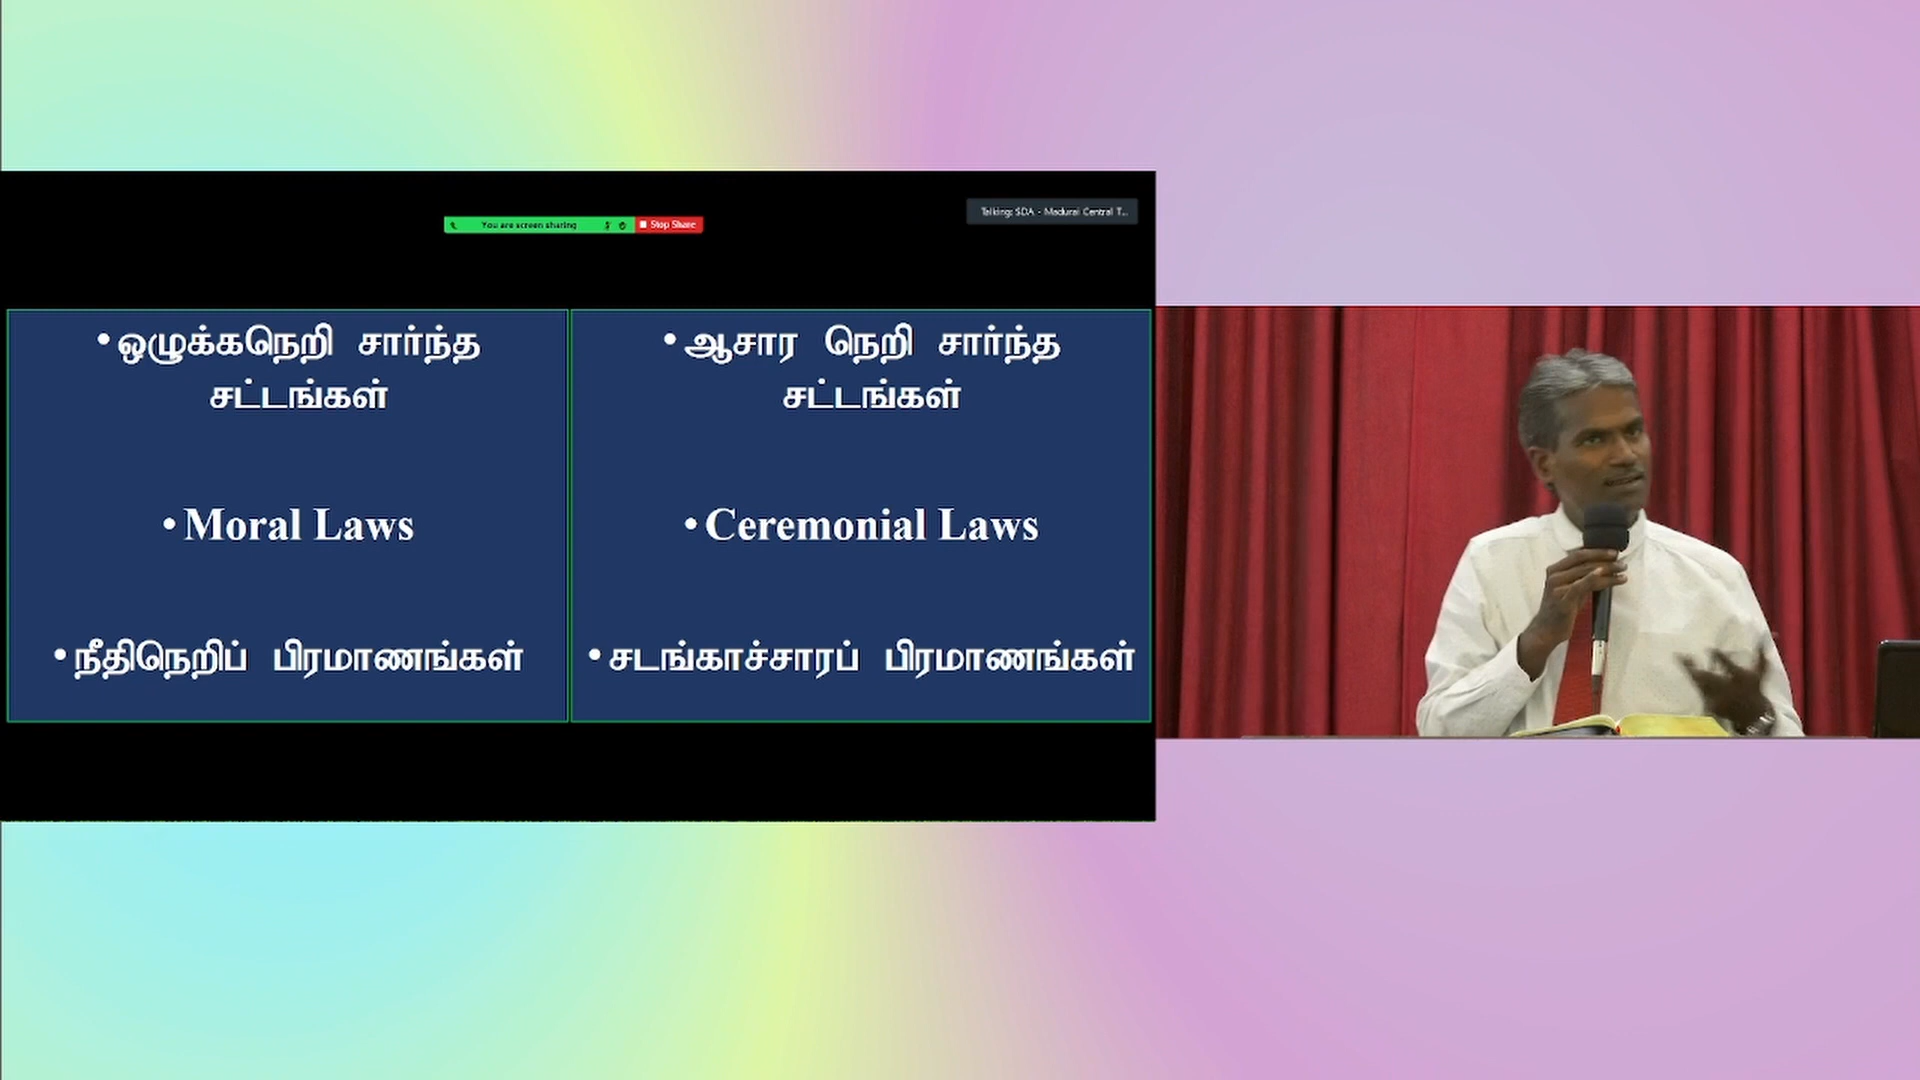 Talking: SDA - Madurai Central T...
You are screen sharing
Stop Share
•ஒழுக்கநெறி சார்ந்த
சட்டங்கள்
•Moral Laws
•நீதிநெறிப் பிரமாணங்கள்
•ஆசார நெறி சார்ந்த
சட்டங்கள்
•Ceremonial Laws
•சடங்காச்சாரப் பிரமாணங்கள்